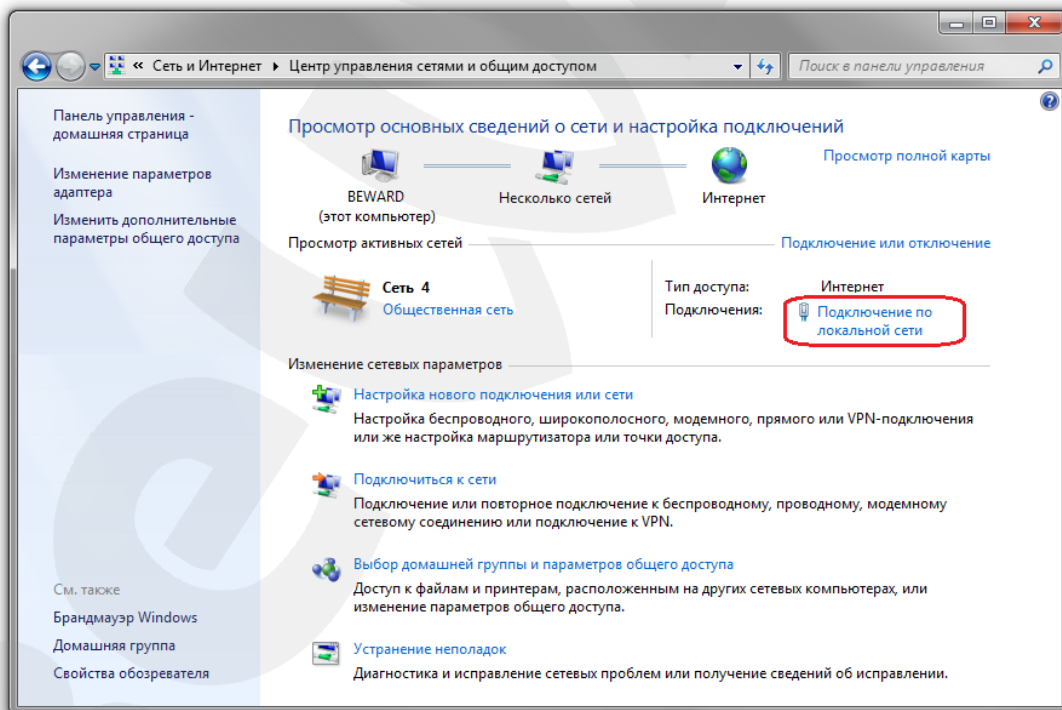 « Сеть и Интернет ▸ Центр управления сетями и общим доступом
Поиск в панели управления
Панель управления -
домашняя страница
Изменение параметров
адаптера
Изменить дополнительные
параметры общего доступа
См. также
Брандмауэр Windows
Домашняя группа
Свойства обозревателя
Просмотр основных сведений о сети и настройка подключений
BEWARD
(этот компьютер)
Несколько сетей
Интернет
Просмотр полной карты
Просмотр активных сетей
Подключение или отключение
Сеть 4
Общественная сеть
Тип доступа: Интернет
Подключения: Подключение по
локальной сети
Изменение сетевых параметров
Настройка нового подключения или сети
Настройка беспроводного, широкополосного, модемного, прямого или VPN-подключения
или же настройка маршрутизатора или точки доступа.
Подключиться к сети
Подключение или повторное подключение к беспроводному, проводному, модемному
сетевому соединению или подключение к VPN.
Выбор домашней группы и параметров общего доступа
Доступ к файлам и принтерам, расположенным на других сетевых компьютерах, или
изменение параметров общего доступа.
Устранение неполадок
Диагностика и исправление сетевых проблем или получение сведений об исправлении.